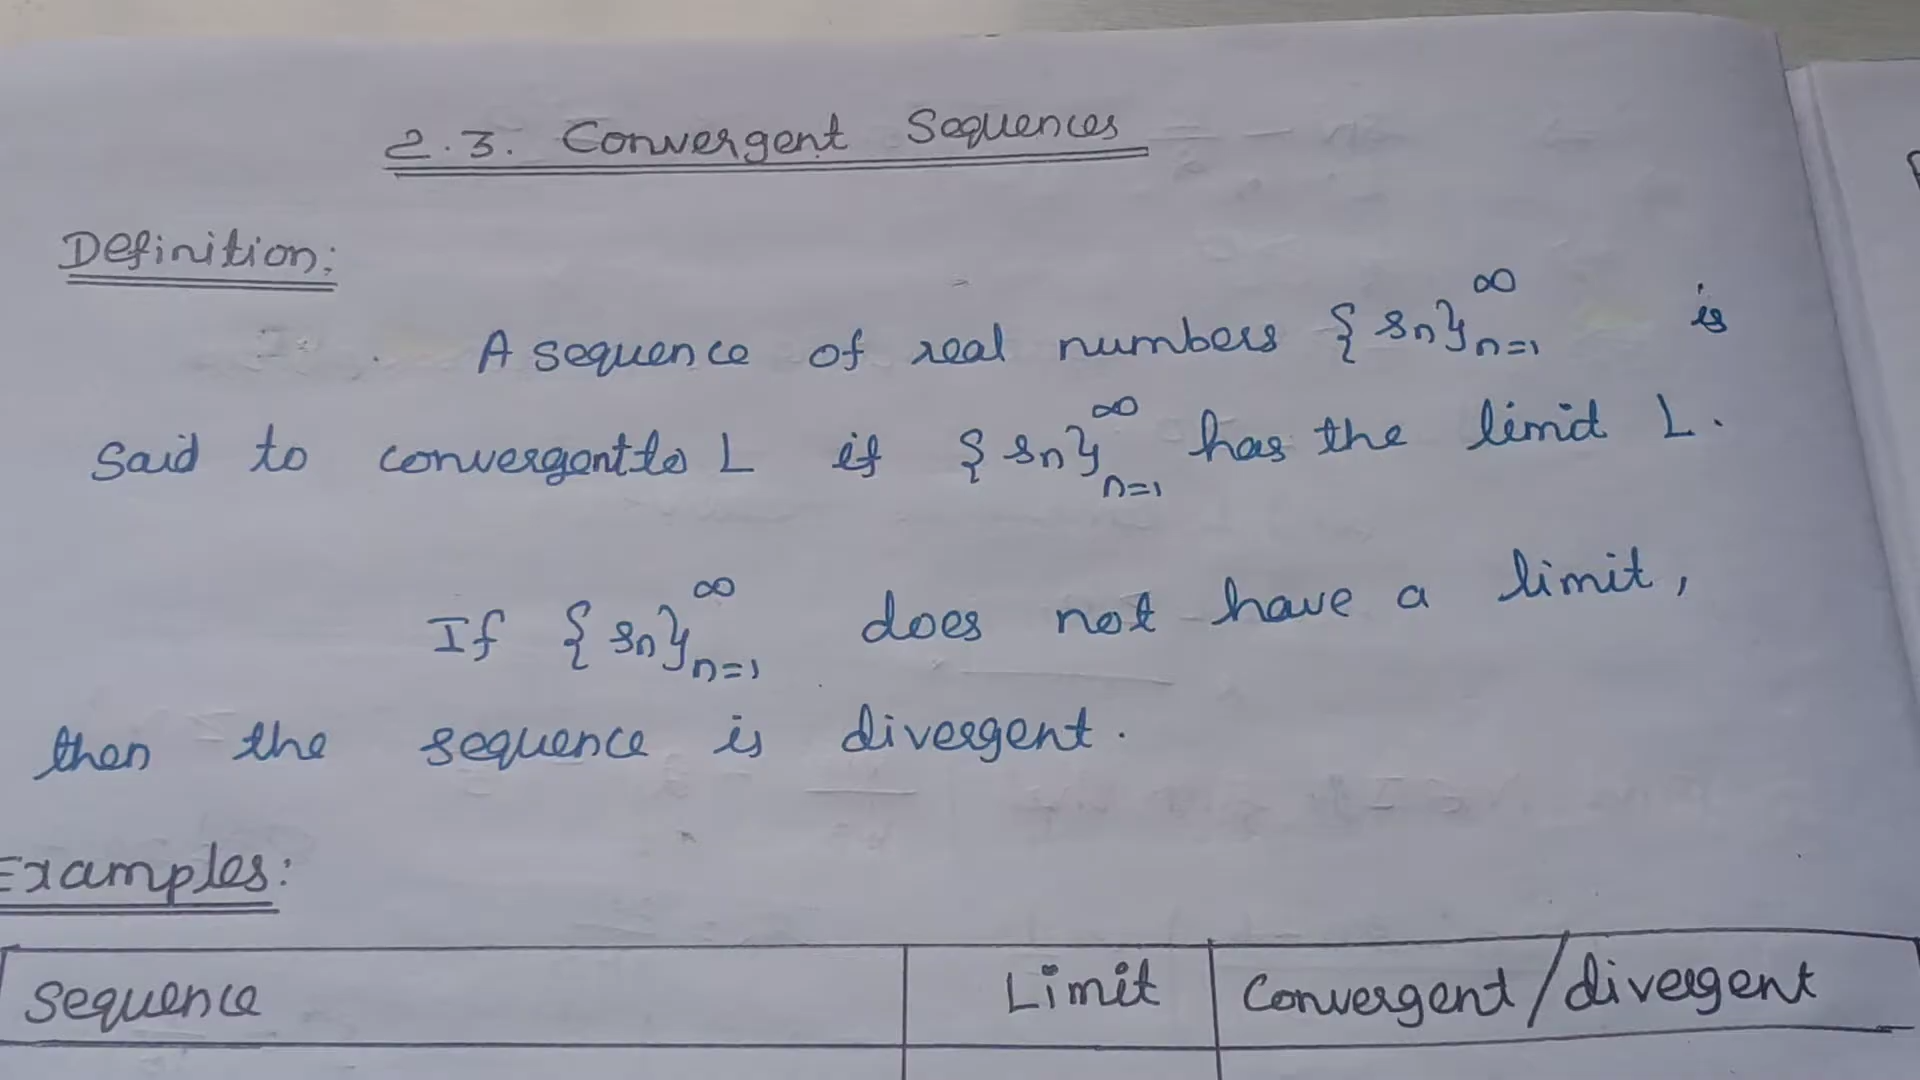 2.3. Convergent Sequences
Definition:
A sequence of real numbers {sn}∞n=1 is
said to convergent to L if {sn}∞n=1 has the limit L.
If {sn}∞n=1 does not have a limit,
then the sequence is divergent.
Examples:
Sequence Limit Convergent/divergent